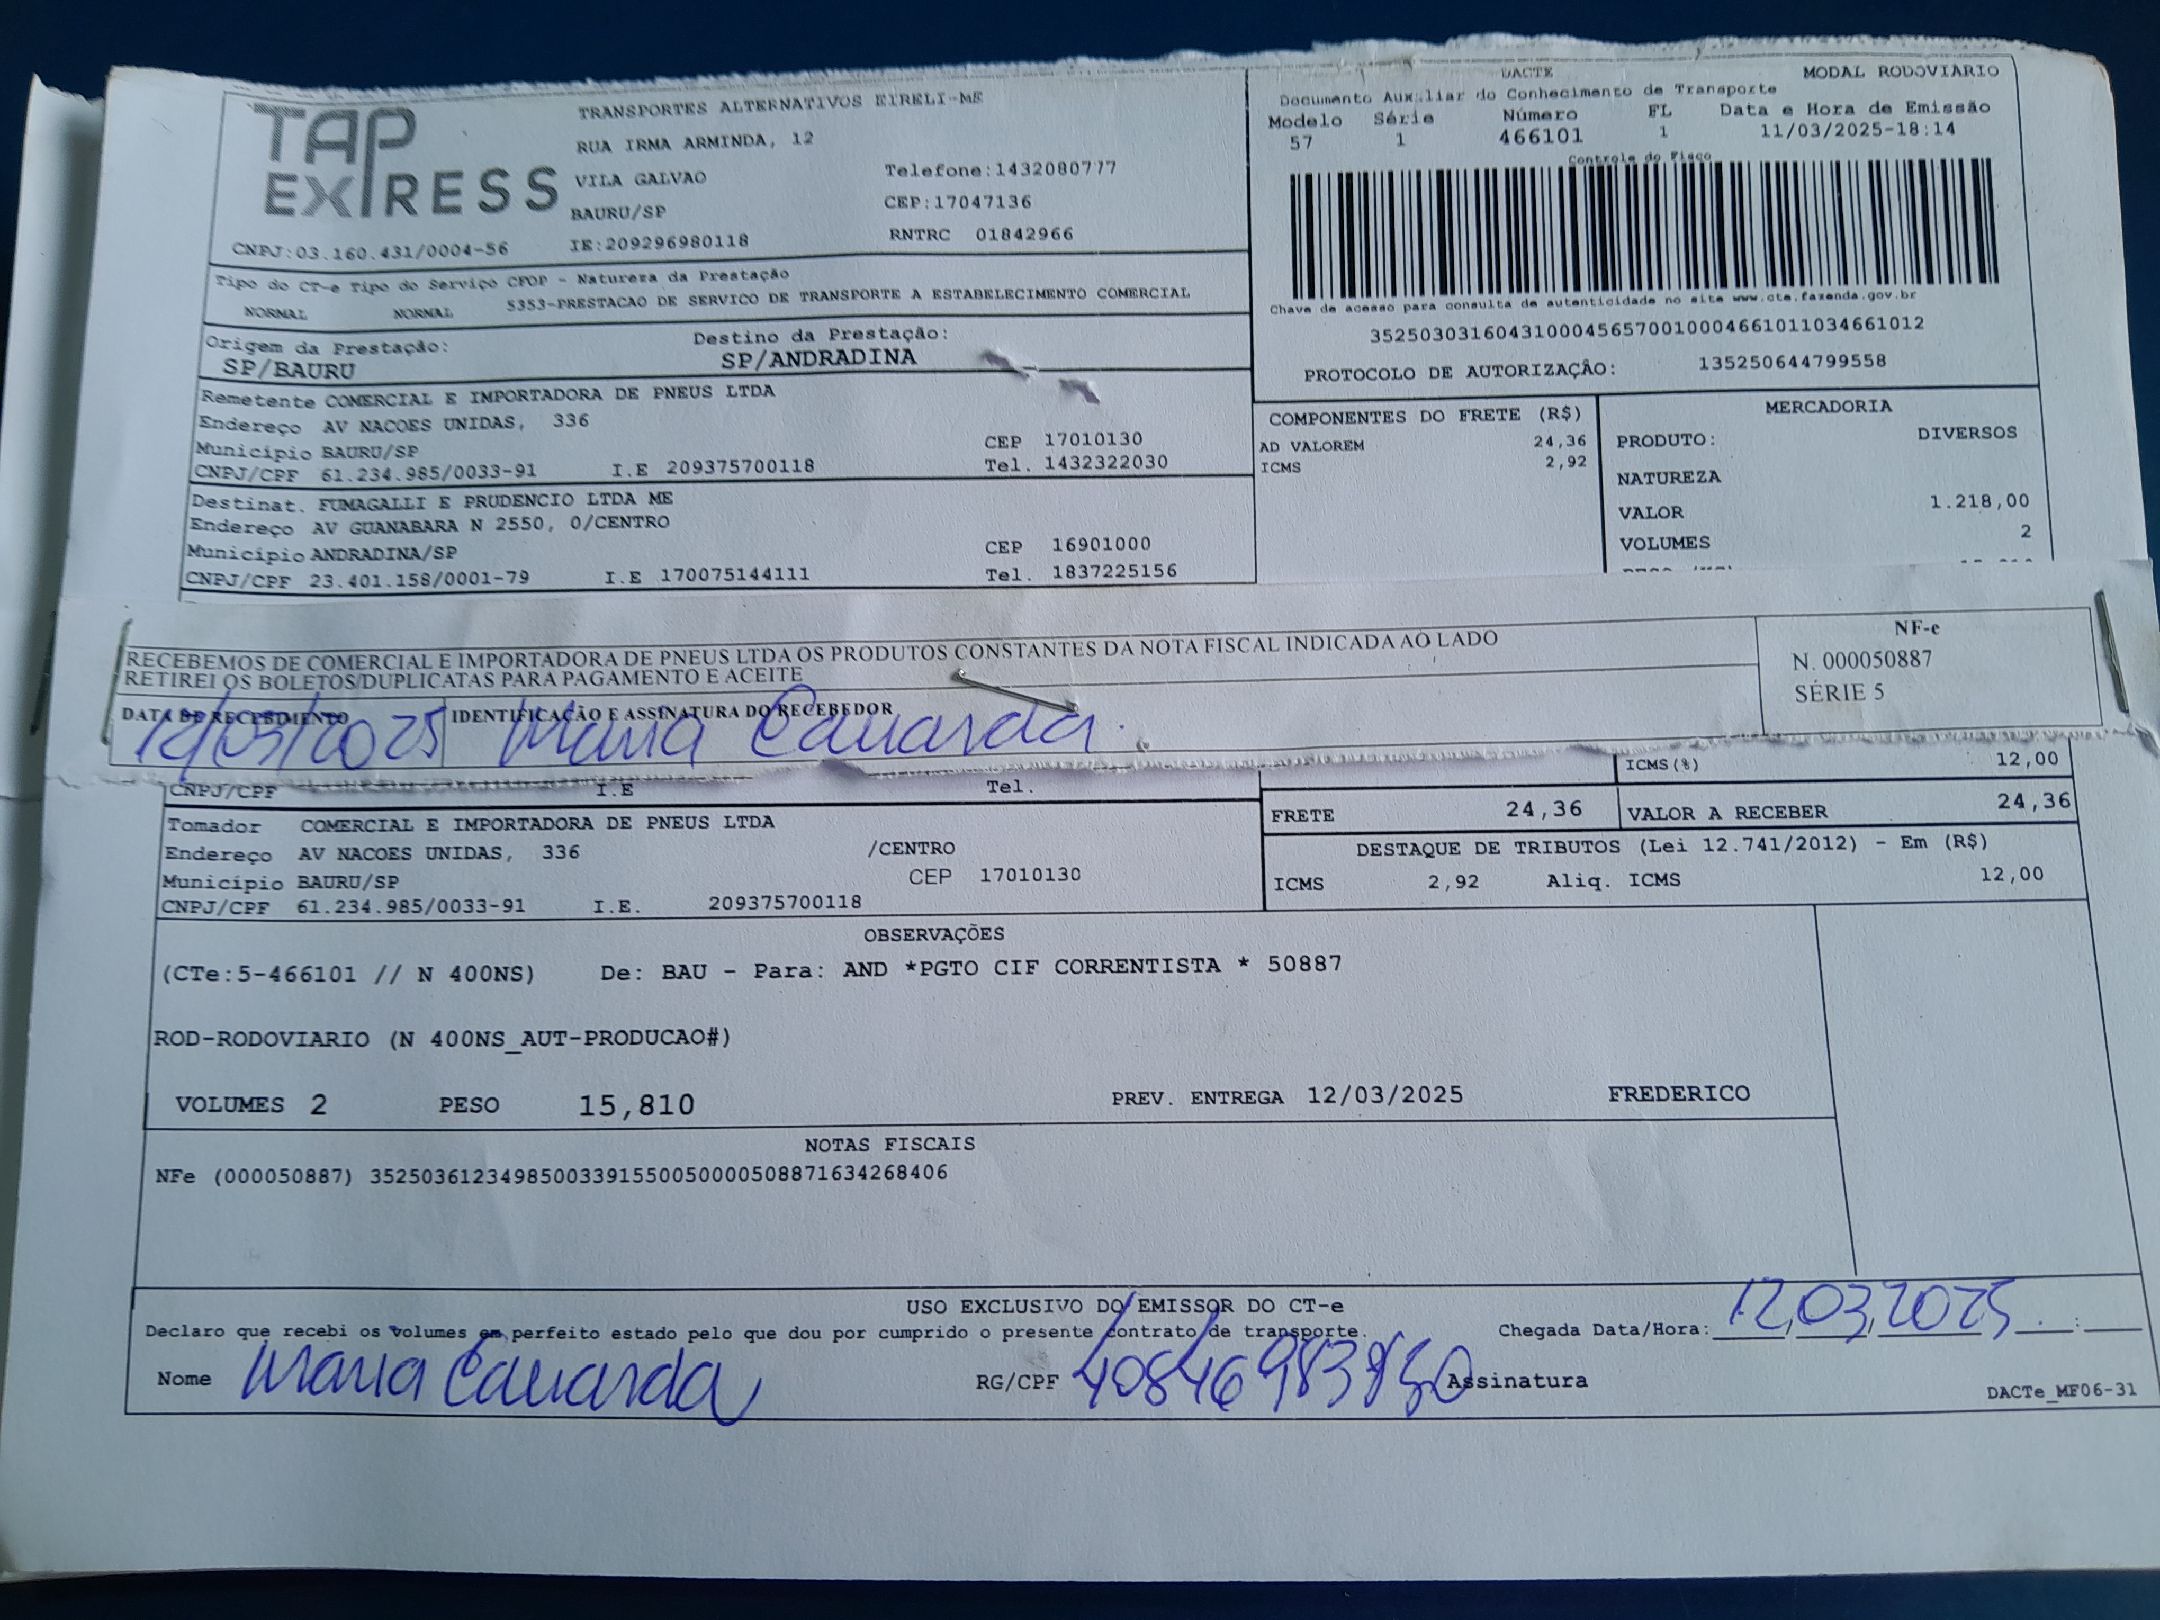 TAP EXPRESS
TRANSPORTES ALTERNATIVOS EIRELI-ME
RUA IRMA ARMINDA, 12
VILA GALVAO Telefone:1432080777
BAURU/SP CEP:17047136
CNPJ:03.160.431/0004-56 IE:209296980118 RNTRC 01842966
DACTE MODAL RODOVIARIO
Documento Auxiliar do Conhecimento de Transporte
Modelo Série Número FL Data e Hora de Emissão
57 1 466101 1 11/03/2025-18:14
Controle do Fisco
Chave de acesso para consulta de autenticidade no site www.cte.fazenda.gov.br
35250303160431000456570010004661011034661012
PROTOCOLO DE AUTORIZAÇÃO: 135250644799558
Tipo do CT-e Tipo do Serviço CFOP - Natureza da Prestação
NORMAL NORMAL 5353-PRESTACAO DE SERVICO DE TRANSPORTE A ESTABELECIMENTO COMERCIAL
Origem da Prestação: Destino da Prestação:
SP/BAURU SP/ANDRADINA
Remetente COMERCIAL E IMPORTADORA DE PNEUS LTDA
Endereço AV NACOES UNIDAS, 336
Município BAURU/SP CEP 17010130
CNPJ/CPF 61.234.985/0033-91 I.E 209375700118 Tel. 1432322030
Destinat. FUMAGALLI E PRUDENCIO LTDA ME
Endereço AV GUANABARA N 2550, 0/CENTRO
Município ANDRADINA/SP CEP 16901000
CNPJ/CPF 23.401.158/0001-79 I.E 170075144111 Tel. 1837225156
COMPONENTES DO FRETE (R$)
AD VALOREM 24,36
ICMS 2,92
MERCADORIA
PRODUTO: DIVERSOS
NATUREZA
VALOR 1.218,00
VOLUMES 2
RECEBEMOS DE COMERCIAL E IMPORTADORA DE PNEUS LTDA OS PRODUTOS CONSTANTES DA NOTA FISCAL INDICADA AO LADO
RETIREI OS BOLETOS/DUPLICATAS PARA PAGAMENTO E ACEITE
DATA DE RECEBIMENTO IDENTIFICAÇÃO E ASSINATURA DO RECEBEDOR
12/03/2025 Maria Eduarda
NF-e
N. 000050887
SÉRIE 5
CNPJ/CPF I.E Tel.
ICMS(%) 12,00
FRETE 24,36 VALOR A RECEBER 24,36
Tomador COMERCIAL E IMPORTADORA DE PNEUS LTDA
Endereço AV NACOES UNIDAS, 336 /CENTRO
Município BAURU/SP CEP 17010130
CNPJ/CPF 61.234.985/0033-91 I.E. 209375700118
DESTAQUE DE TRIBUTOS (Lei 12.741/2012) - Em (R$)
ICMS 2,92 Aliq. ICMS 12,00
OBSERVAÇÕES
(CTe:5-466101 // N 400NS) De: BAU - Para: AND *PGTO CIF CORRENTISTA * 50887
ROD-RODOVIARIO (N 400NS_AUT-PRODUCAO#)
VOLUMES 2 PESO 15,810 PREV. ENTREGA 12/03/2025 FREDERICO
NOTAS FISCAIS
NFe (000050887) 35250361234985003391550050000508871634268406
USO EXCLUSIVO DO EMISSOR DO CT-e
Declaro que recebi os volumes em perfeito estado pelo que dou por cumprido o presente contrato de transporte. Chegada Data/Hora: 12/03/2025 :
Nome Maria Eduarda RG/CPF Assinatura
DACTe_MF06-31